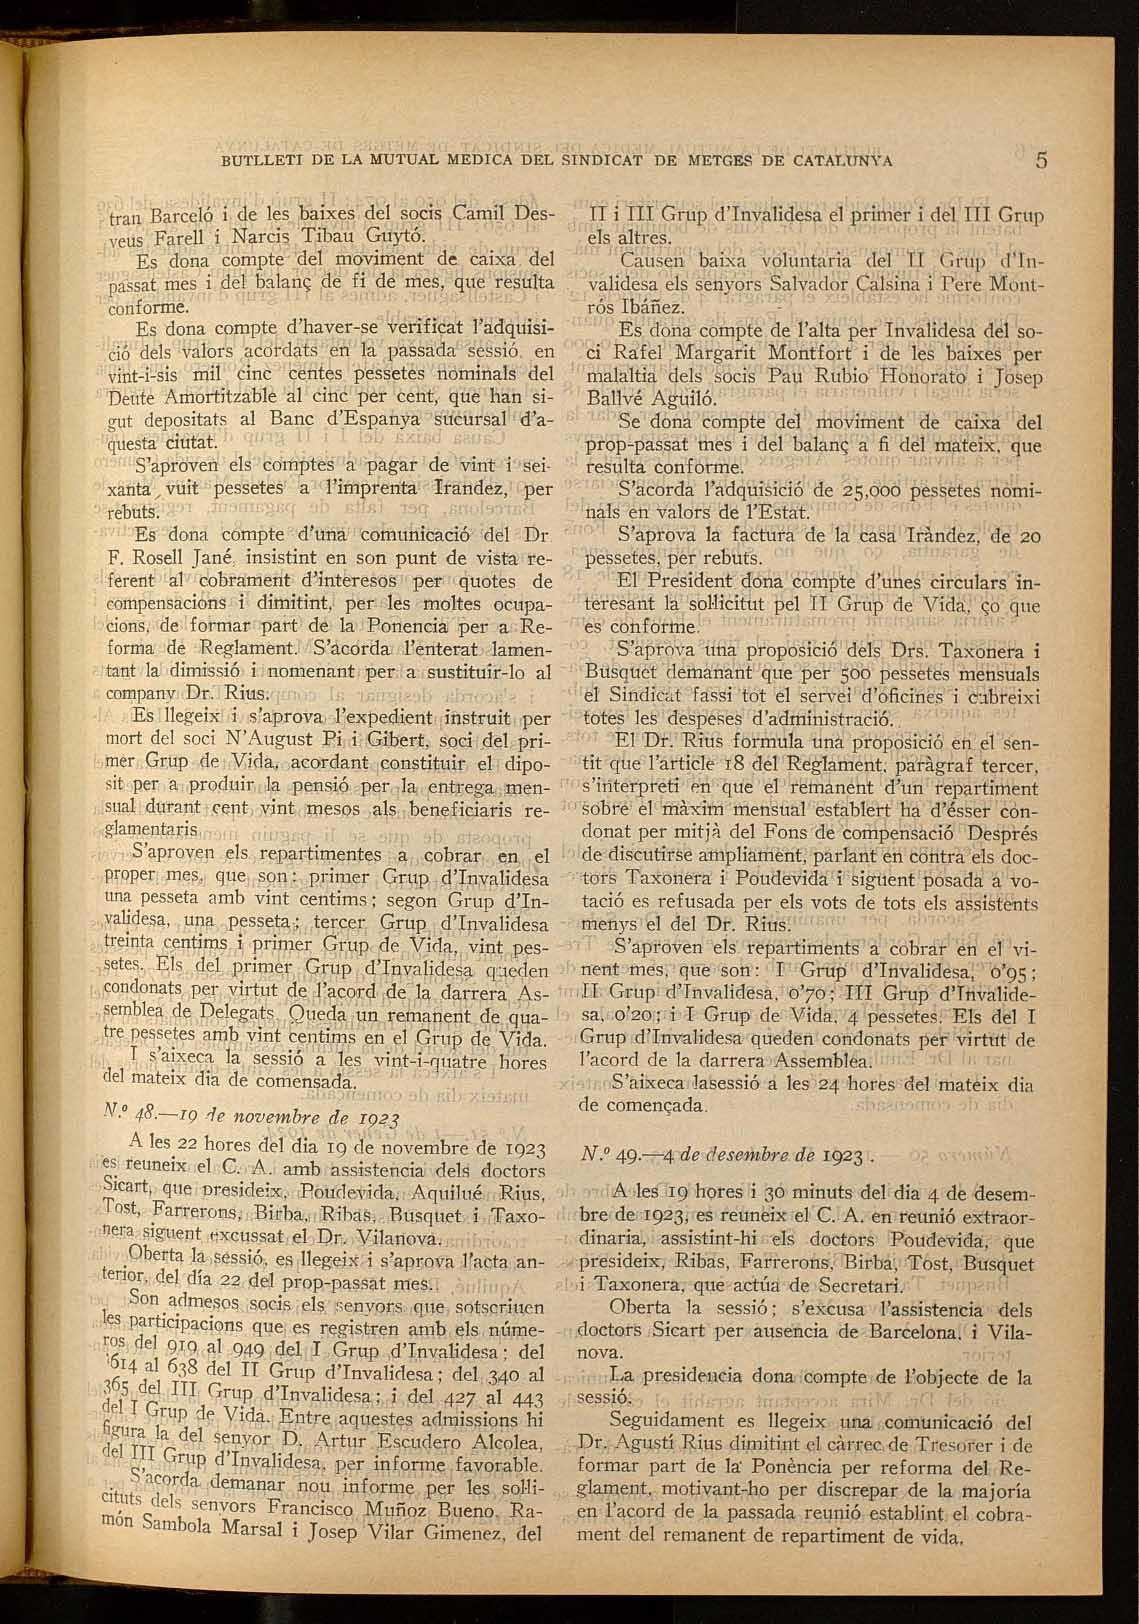 BUTLLETI DE LA MUTUAL MEDICA DEL SINDICAT DE METGES DE CATALUNYA 5
tran Barceló i de les baixes del socis Camil Des-
veus Farell i Narcis Tibau Guytó.
Es dona compte del moviment de caixa del
passat mes i del balanç de fi de mes, que resulta
conforme.
Es dona compte d'haver-se verificat l'adquisi-
ció dels valors acordats en la passada sessió en
vint-i-sis mil cinc centes pessetes nominals del
Deute Amortitzable al cinc per cent, que han si-
gut depositats al Banc d'Espanya sucursal d'a-
questa ciutat.
S'aproven els comptes a pagar de vint i sei-
xanta vuit pessetes a l'imprenta Irandez, per
rebuts.
Es dona compte d'una comunicació del Dr
F. Rosell Jané, insistint en son punt de vista re-
ferent al cobrament d'interesos per quotes de
compensacions i dimitint, per les moltes ocupa-
cions, de formar part de la Ponencia per a Re-
forma de Reglament. S'acorda l'enterat lamen-
tant la dimissió i nomenant per a sustituír-lo al
company Dr. Rius.
Es llegeix i s'aprova l'expedient instruit per
mort del soci N'August Pi i Gibert, soci del pri-
mer Grup de Vida, acordant constituir el dipo-
sit per a produir la pensió per la entrega men-
sual durant cent vint mesos als beneficiaris re-
glamentaris
S'aproven els repartimentes a cobrar en el
proper mes, que son: primer Grup d'Invalidesa
una pesseta amb vint centims; segon Grup d'In-
validesa, una pesseta; tercer Grup d'Invalidesa
treinta centims i primer Grup de Vida, vint pes-
setes. Els del primer Grup d'Invalidesa queden
condonats per virtut de l'acord de la darrera As-
semblea de Delegats. Queda un remanent de qua-
tre pessetes amb vint centims en el Grup de Vida.
I s'aixeca la sessió a les vint-i-quatre hores
del mateix dia de comensada.
N.º 48.—19 de novembre de 1923
A les 22 hores del dia 19 de novembre de 1923
es reuneix el C. A. amb assistencia dels doctors
Sicart, que presideix, Poudevida, Aquilué Rius,
Tost, Farrerons, Birba, Ribas, Busquet i Taxo-
nera siguent excussat el Dr. Vilanova.
Oberta la sessió, es llegeix i s'aprova l'acta an-
terior, del día 22 del prop-passat mes.
Son admesos socis els senyors que sotscriuen
les participacions que es registren amb els núme-
ros del 919 al 949 del I Grup d'Invalidesa; del
614 al 638 del II Grup d'Invalidesa; del 340 al
365 del III Grup d'Invalidesa; i del 427 al 443
del I Grup de Vida. Entre aquestes admissions hi
figura la del senyor D. Artur Escudero Alcolea,
del III Grup d'Invalidesa, per informe favorable.
S'acorda demanar nou informe per les sol·li-
cituts dels senyors Francisco Muñoz Bueno, Ra-
món Sambola Marsal i Josep Vilar Gimenez, del
II i III Grup d'Invalidesa el primer i del III Grup
els altres.
Causen baixa voluntaria del II Grup d'In-
validesa els senyors Salvador Calsina i Pere Mont-
rós Ibáñez.
Es dona compte de l'alta per Invalidesa del so-
ci Rafel Margarit Montfort i de les baixes per
malaltia dels socis Pau Rubio Honorato i Josep
Ballvé Aguiló.
Se dona compte del moviment de caixa del
prop-passat mes i del balanç a fi del mateix, que
resulta conforme.
S'acorda l'adquisició de 25,000 pessetes nomi-
nals en valors de l'Estat.
S'aprova la factura de la casa Iràndez, de 20
pessetes, per rebuts.
El President dona compte d'unes circulars in-
teresant la sol·licitut pel II Grup de Vida, ço que
es conforme.
S'aprova una proposició dels Drs. Taxonera i
Busquet demanant que per 500 pessetes mensuals
el Sindicat fassi tot el servei d'oficines i cubreixi
totes les despeses d'administració.
El Dr. Rius formula una proposició en el sen-
tit que l'article 18 del Reglament, paràgraf tercer,
s'interpreti en que el remanent d'un repartiment
sobre el màxim mensual establert ha d'ésser con-
donat per mitjà del Fons de compensació Després
de discutirse ampliament, parlant en contra els doc-
tors Taxonera i Poudevida i siguent posada a vo-
tació es refusada per els vots de tots els assistents
menys el del Dr. Rius.
S'aproven els repartiments a cobrar en el vi-
nent mes, que son: I Grup d'Invalidesa, 0'95;
II Grup d'Invalidesa, 0'70; III Grup d'Invalide-
sa, 0'20; i I Grup de Vida, 4 pessetes. Els del I
Grup d'Invalidesa queden condonats per virtut de
l'acord de la darrera Assemblea.
S'aixeca lasessió a les 24 hores del mateix dia
de començada.
N.º 49.—4 de desembre de 1923.
A les 19 hores i 30 minuts del dia 4 de desem-
bre de 1923, es reuneix el C. A. en reunió extraor-
dinaria, assistint-hi els doctors Poudevida, que
presideix, Ribas, Farrerons, Birba, Tost, Busquet
i Taxonera, que actúa de Secretari.
Oberta la sessió; s'excusa l'assistencia dels
doctors Sicart per ausencia de Barcelona, i Vila-
nova.
La presidencia dona compte de l'objecte de la
sessió.
Seguidament es llegeix una comunicació del
Dr. Agustí Rius dimitint el càrrec de Tresorer i de
formar part de la Ponència per reforma del Re-
glament, motivant-ho per discrepar de la majoría
en l'acord de la passada reunió establint el cobra-
ment del remanent de repartiment de vida,